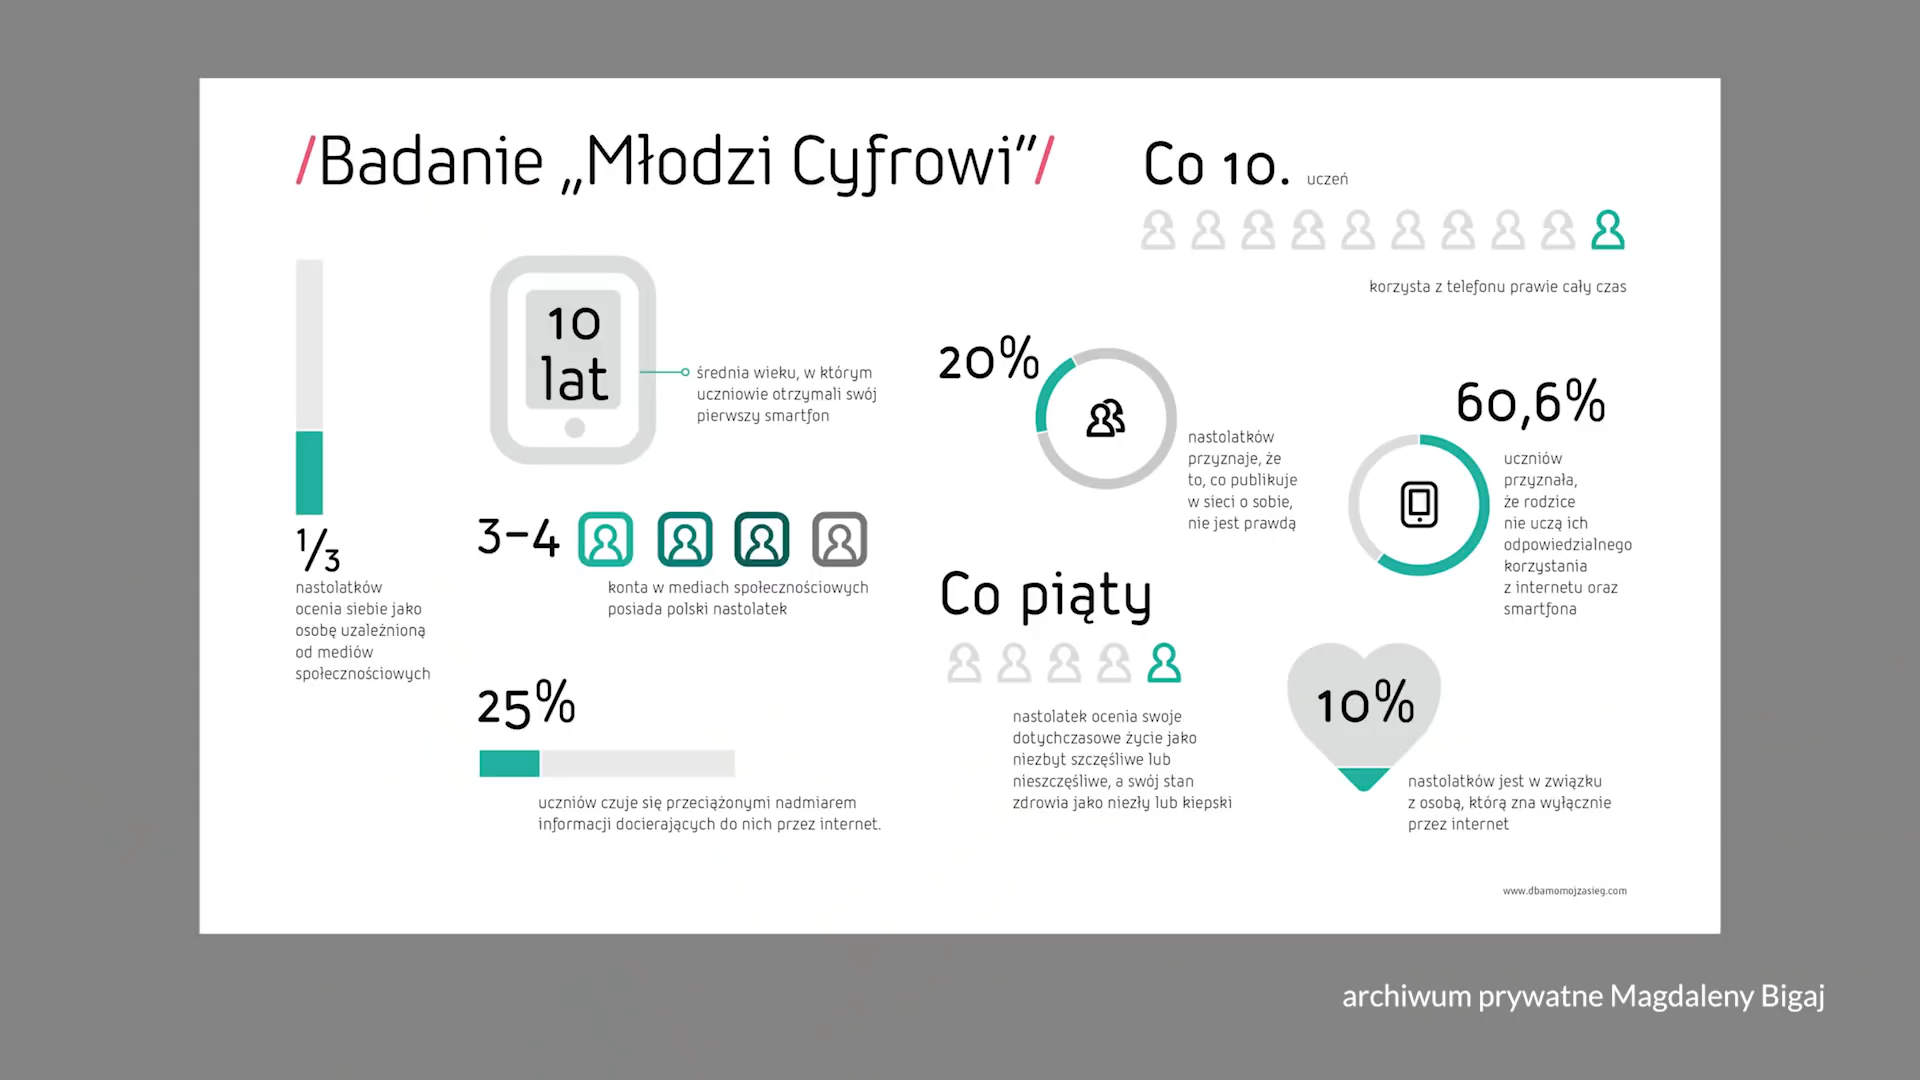 /Badanie „Młodzi Cyfrowi”/
Co 10. uczeń
korzysta z telefonu prawie cały czas
1/3
nastolatków
ocenia siebie jako
osobę uzależnioną
od mediów
społecznościowych
10
lat
średnia wieku, w którym
uczniowie otrzymali swój
pierwszy smartfon
3-4
konta w mediach społecznościowych
posiada polski nastolatek
25%
uczniów czuje się przeciążonymi nadmiarem
informacji docierających do nich przez internet.
20%
nastolatków
przyznaje, że
to, co publikuje
w sieci o sobie,
nie jest prawdą
60,6%
uczniów
przyznała,
że rodzice
nie uczą ich
odpowiedzialnego
korzystania
z internetu oraz
smartfona
Co piąty
nastolatek ocenia swoje
dotychczasowe życie jako
niezbyt szczęśliwe lub
nieszczęśliwe, a swój stan
zdrowia jako niezły lub kiepski
10%
nastolatków jest w związku
z osobą, którą zna wyłącznie
przez internet
www.dbamomojzasieg.com
archiwum prywatne Magdaleny Bigaj